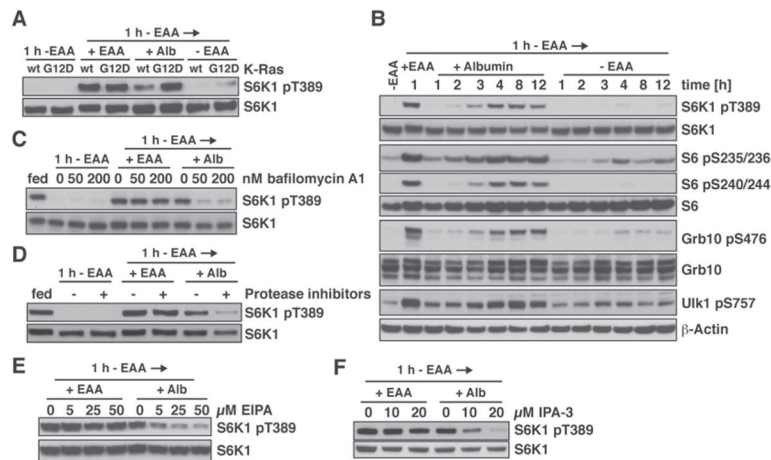 A
1 h - EAA →
1 h -EAA + EAA + Alb - EAA
wt G12D wt G12D wt G12D wt G12D K-Ras
S6K1 pT389
S6K1
B
1 h - EAA →
-EAA +EAA + Albumin - EAA
1 1 2 3 4 8 12 1 2 3 4 8 12 time [h]
S6K1 pT389
S6K1
S6 pS235/236
S6 pS240/244
S6
Grb10 pS476
Grb10
Ulk1 pS757
β-Actin
C
1 h - EAA →
1 h - EAA + EAA + Alb
fed 0 50 200 0 50 200 0 50 200 nM bafilomycin A1
S6K1 pT389
S6K1
D
1 h - EAA →
1 h - EAA + EAA + Alb
fed - + - + - + Protease inhibitors
S6K1 pT389
S6K1
E
1 h - EAA →
+ EAA + Alb
0 5 25 50 0 5 25 50 µM EIPA
S6K1 pT389
S6K1
F
1 h - EAA →
+ EAA + Alb
0 10 20 0 10 20 µM IPA-3
S6K1 pT389
S6K1